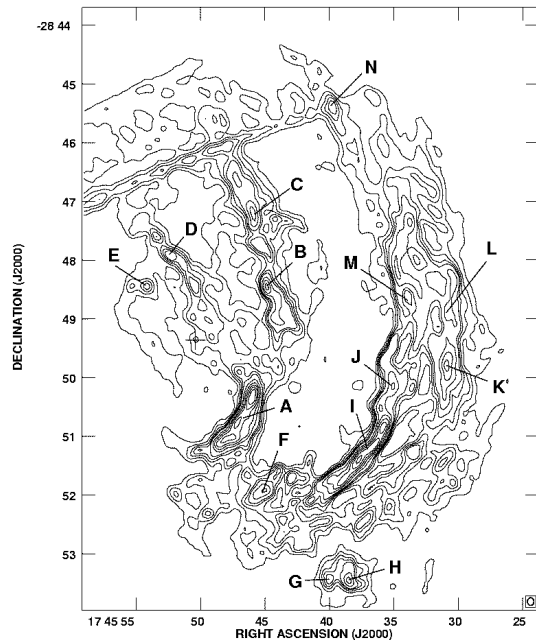 -28 44
N
45
46
C
47
D
L
E
B
M
48
49
J
50
K'
A
I
51
F
52
53
G
H
17 45 55
50
45
40
35
30
25
DECLINATION (J2000)
RIGHT ASCENSION (J2000)